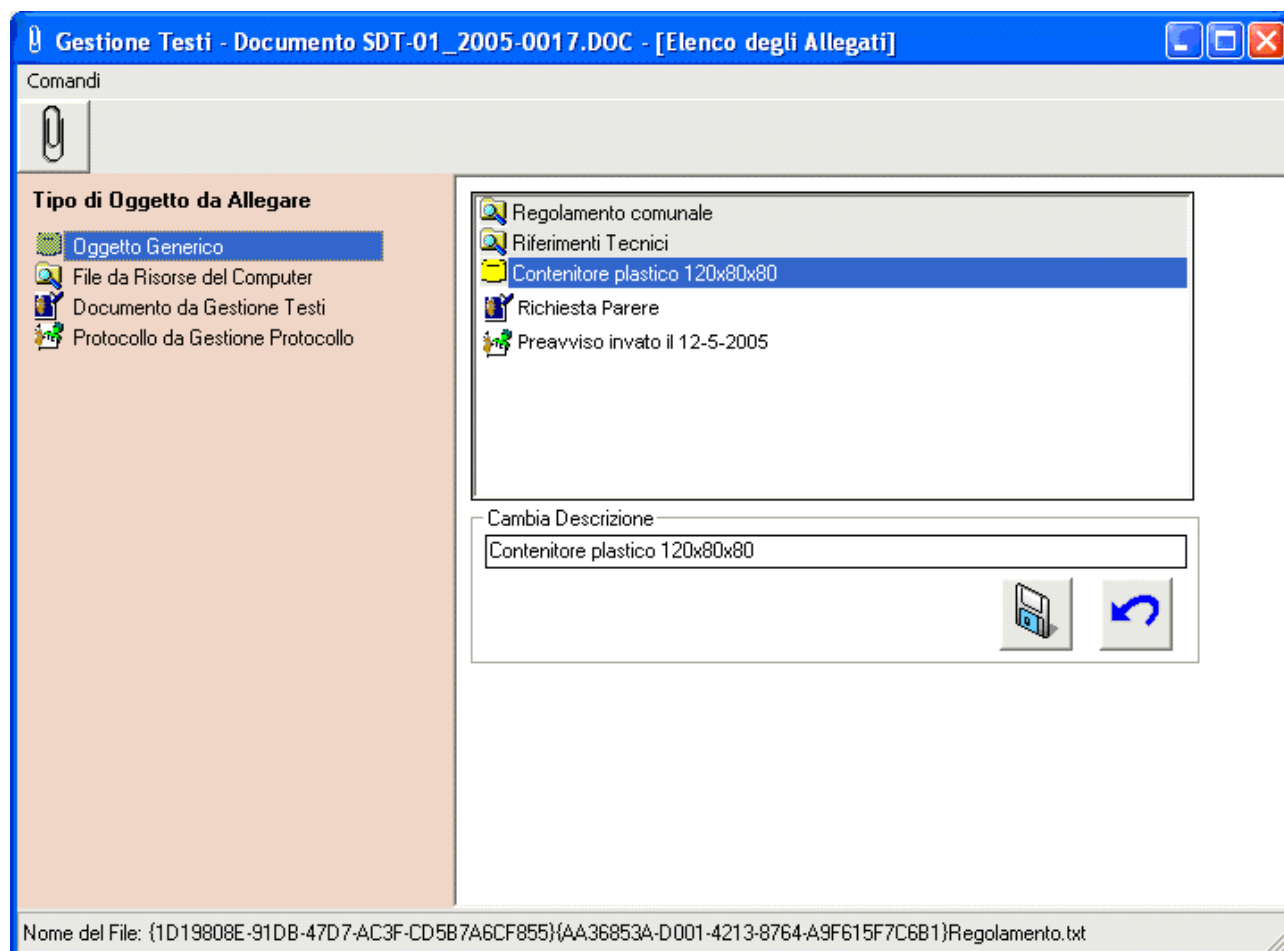 Gestione Testi - Documento SDT-01_2005-0017.DOC - [Elenco degli Allegati]
Comandi
Tipo di Oggetto da Allegare
Oggetto Generico
File da Risorse del Computer
Documento da Gestione Testi
Protocollo da Gestione Protocollo
Regolamento comunale
Riferimenti Tecnici
Contenitore plastico 120x80x80
Richiesta Parere
Preavviso invato il 12-5-2005
Cambia Descrizione
Contenitore plastico 120x80x80
Nome del File: {1D19808E-91DB-47D7-AC3F-CD5B7A6CF855}{AA36853A-D001-4213-8764-A9F615F7C6B1}Regolamento.txt